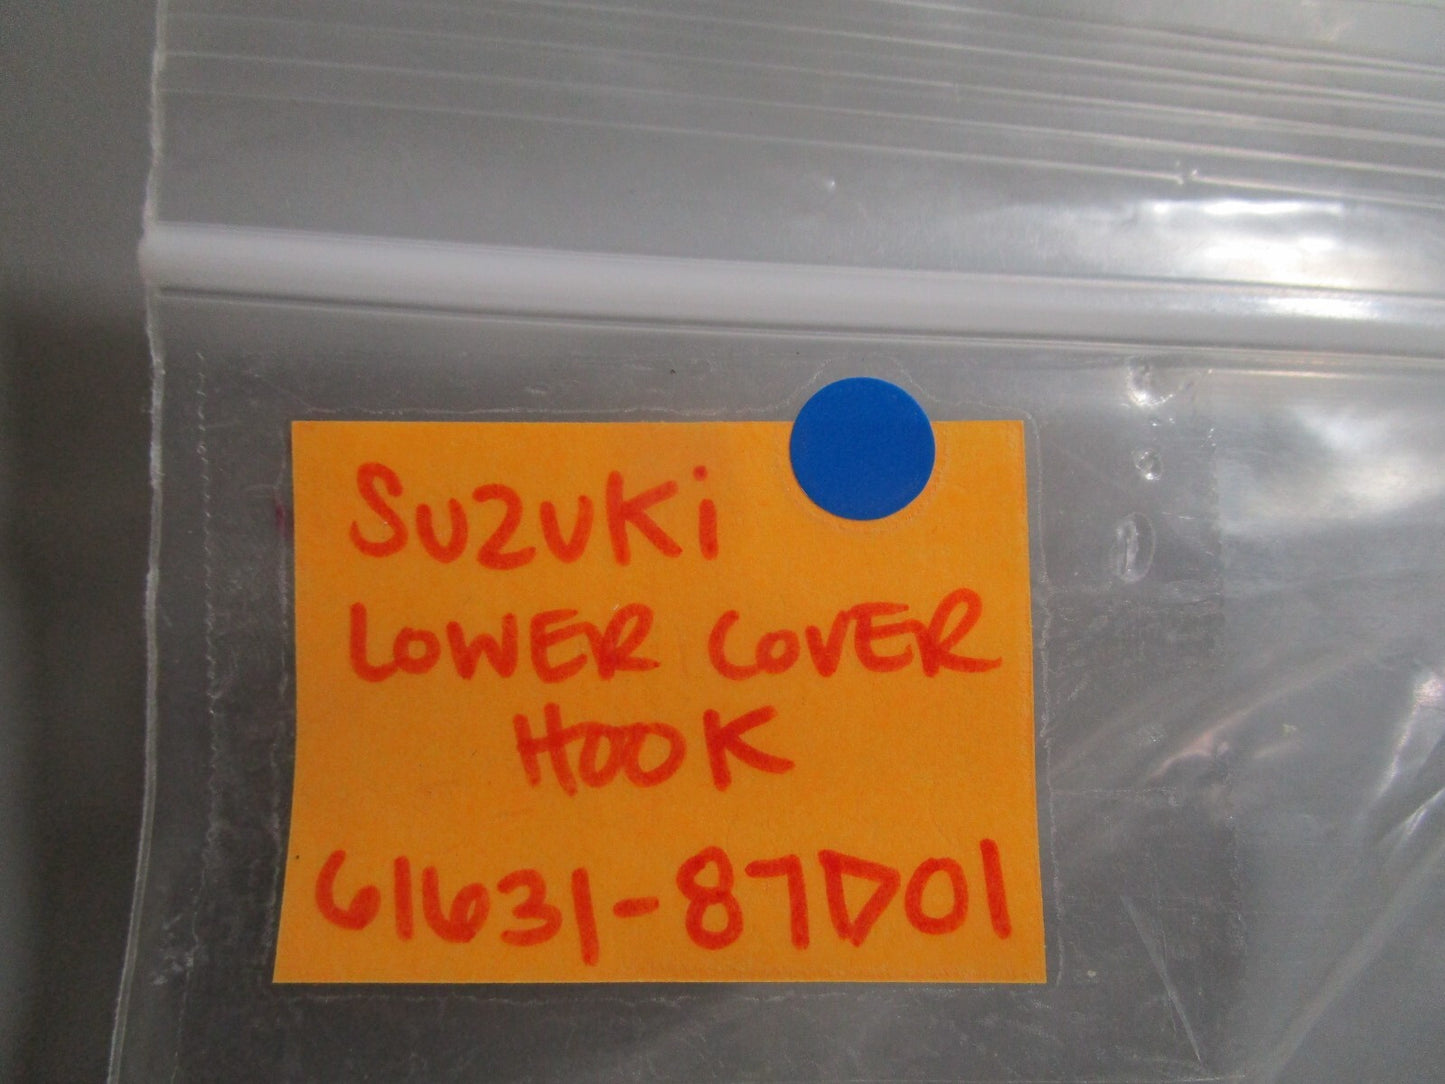 SUZUKi
LOWER COVER
HOOK
61631-87D01